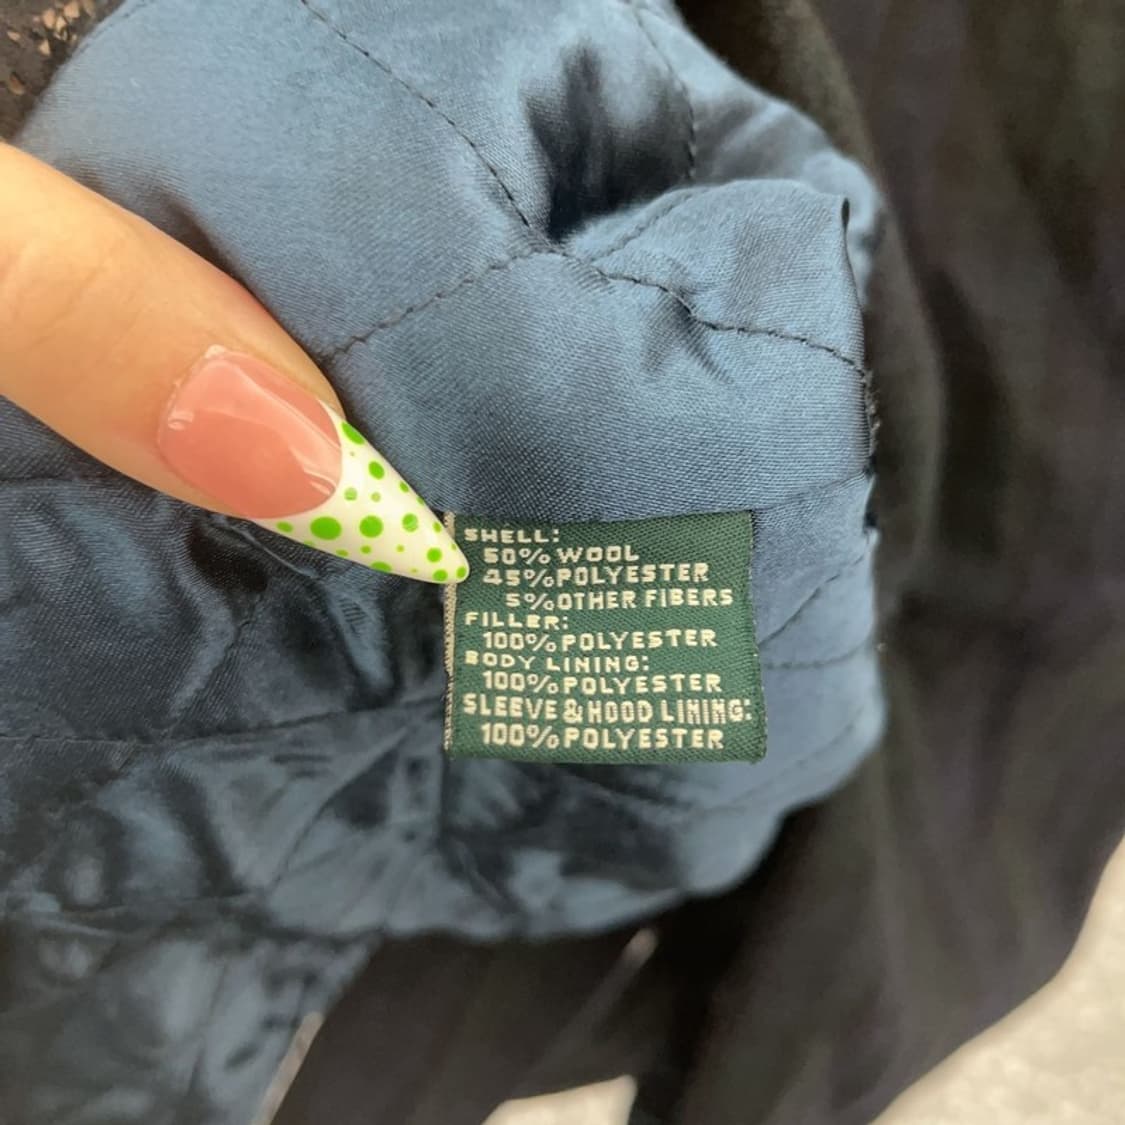 SHELL:
50% WOOL
45% POLYESTER
5% OTHER FIBERS
FILLER:
100% POLYESTER
BODY LINING:
100% POLYESTER
SLEEVE & HOOD LINING:
100% POLYESTER